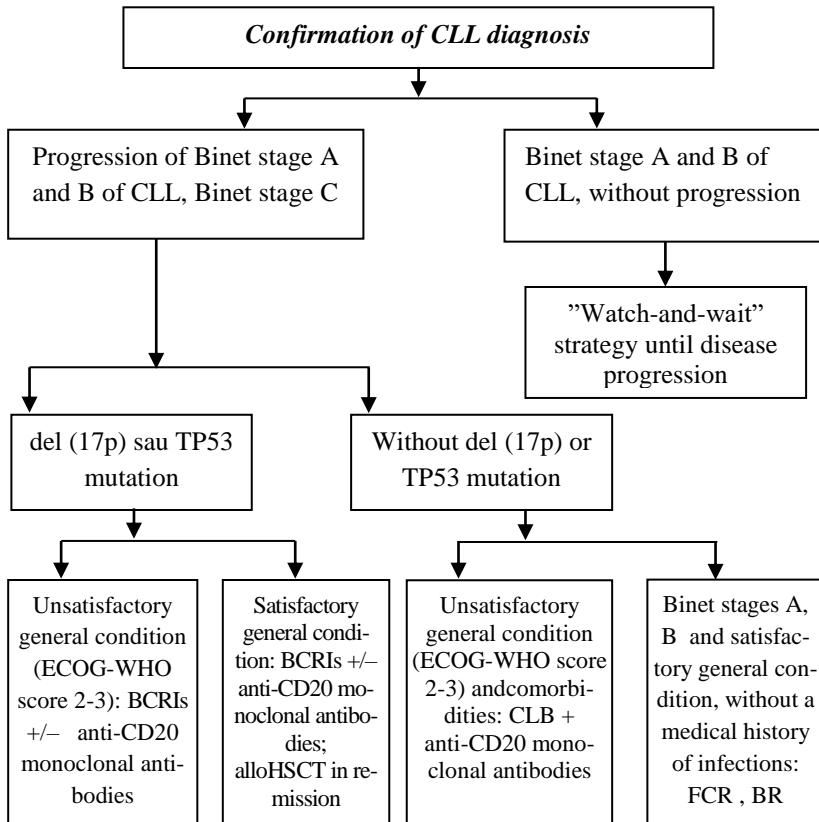 Confirmation of CLL diagnosis
Progression of Binet stage A
and B of CLL, Binet stage C
Binet stage A and B of
CLL, without progression
”Watch-and-wait”
strategy until disease
progression
del (17p) sau TP53
mutation
Without del (17p) or
TP53 mutation
Unsatisfactory
general condition
(ECOG-WHO
score 2-3): BCRIs
+/– anti-CD20
monoclonal anti-
bodies
Satisfactory
general condi-
tion: BCRIs +/–
anti-CD20 mo-
noclonal antibo-
dies;
alloHSCT in re-
mission
Unsatisfactory
general condition
(ECOG-WHO score
2-3) andcomorbi-
dities: CLB +
anti-CD20 mono-
clonal antibodies
Binet stages A,
B and satisfac-
tory general con-
dition, without a
medical history
of infections:
FCR , BR